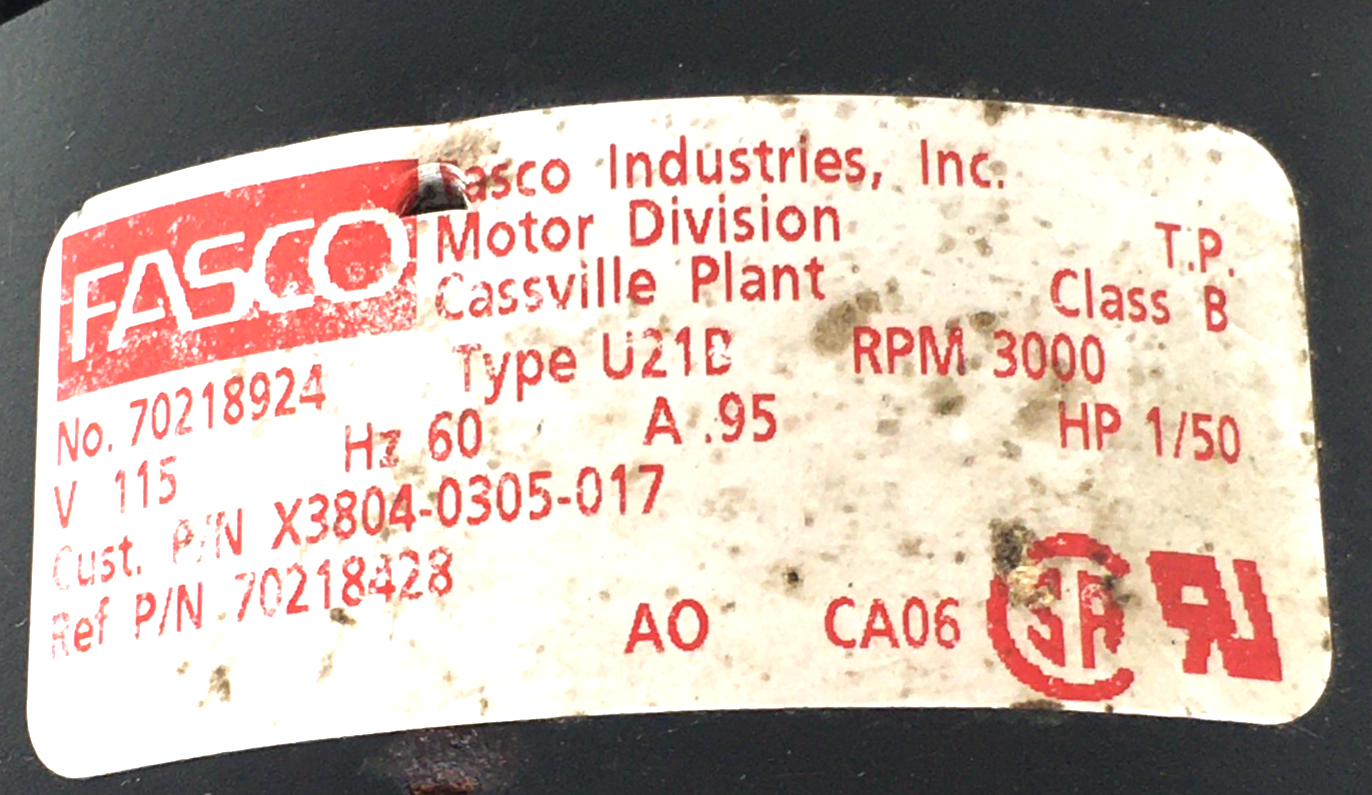 FASCO
Fasco Industries, Inc.
Motor Division
Cassville Plant
T.P.
Class B
No. 70218924
Type U21B
RPM 3000
V 115
Hz 60
A .95
HP 1/50
Cust. P/N X3804-0305-017
Ref P/N 70218428
AO
CA06